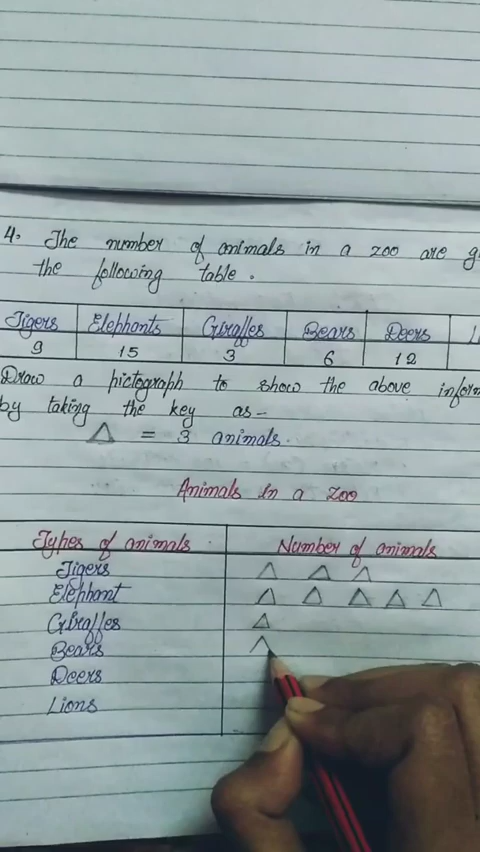 4. The number of animals in a zoo are
the following table.
Tigers Elephants Giraffes Bears Deers
9 15 3 6 12
Draw a pictograph to show the above
by taking the key as-
△ = 3 animals.
Animals in a zoo
Types of animals Number of animals
Tigers △ △ △
Elephant △ △ △ △ △
Giraffes △
Bears
Deers
Lions